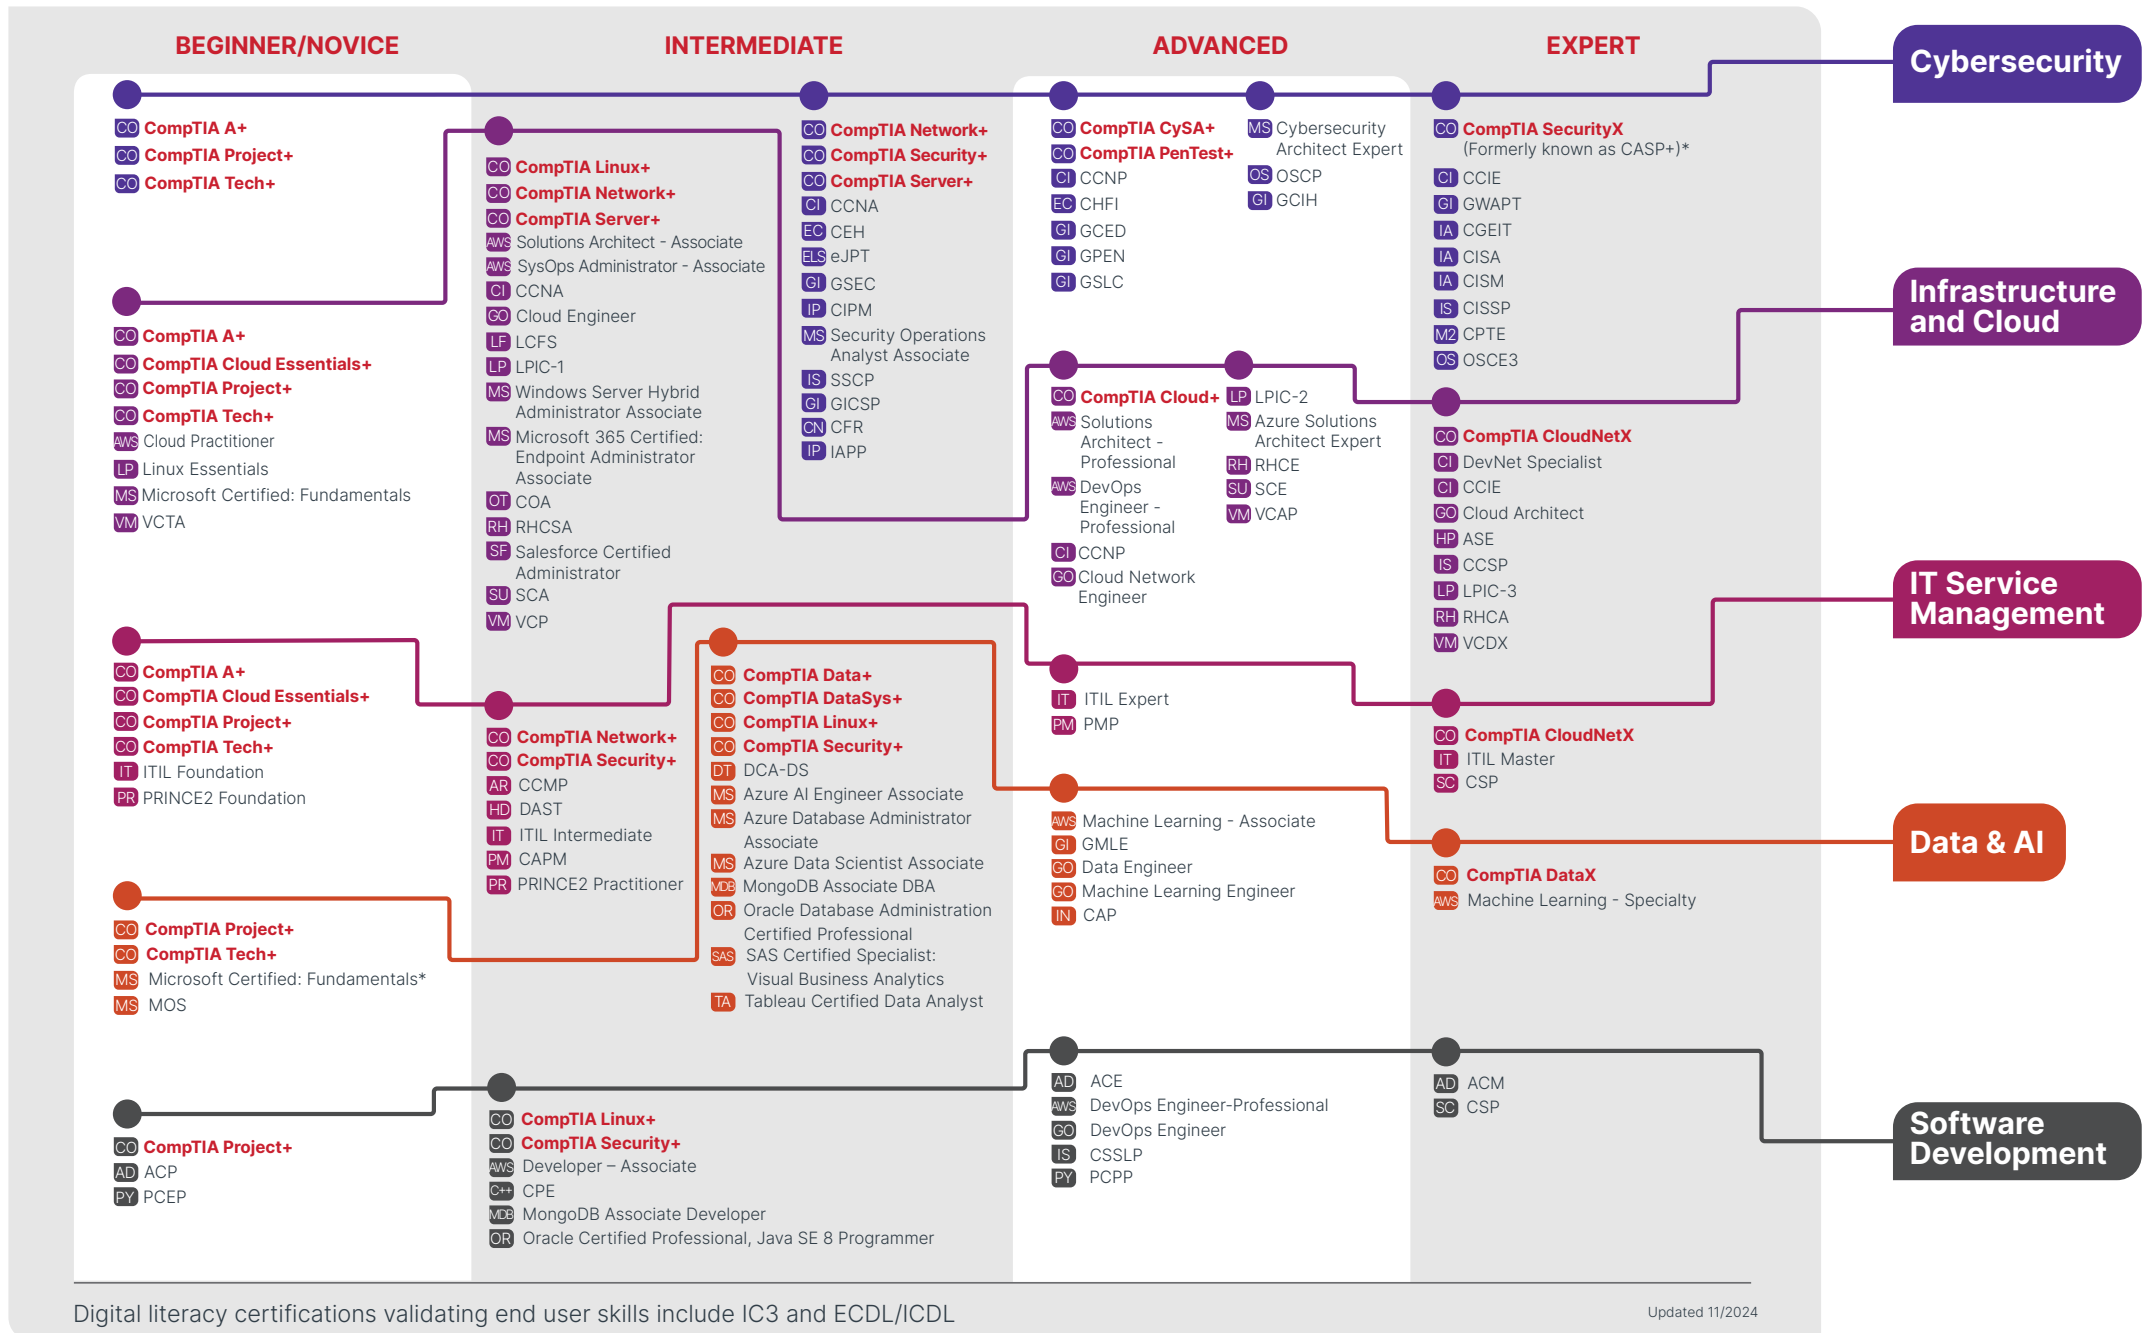 BEGINNER/NOVICE
INTERMEDIATE
ADVANCED
EXPERT
Cybersecurity
CO CompTIA A+
CO CompTIA Project+
CO CompTIA Tech+
CO CompTIA Network+
CO CompTIA Security+
CO CompTIA Server+
CI CCNA
EC CEH
ELS eJPT
GI GSEC
IP CIPM
MS Security Operations
Analyst Associate
IS SSCP
GI GICSP
CN CFR
IP IAPP
CO CompTIA CySA+
CO CompTIA PenTest+
CI CCNP
EC CHFI
GI GCED
GI GPEN
GI GSLC
MS Cybersecurity
Architect Expert
OS OSCP
GI GCIH
CO CompTIA SecurityX
(Formerly known as CASP+)*
CI CCIE
GI GWAPT
IA CGEIT
IA CISA
IA CISM
IS CISSP
M2 CPTE
OS OSCE3
Infrastructure
and Cloud
CO CompTIA A+
CO CompTIA Cloud Essentials+
CO CompTIA Project+
CO CompTIA Tech+
AWS Cloud Practitioner
LP Linux Essentials
MS Microsoft Certified: Fundamentals
VM VCTA
CO CompTIA Linux+
CO CompTIA Network+
CO CompTIA Server+
AWS Solutions Architect - Associate
AWS SysOps Administrator - Associate
CI CCNA
GO Cloud Engineer
LF LCFS
LP LPIC-1
MS Windows Server Hybrid
Administrator Associate
MS Microsoft 365 Certified:
Endpoint Administrator
Associate
OT COA
RH RHCSA
SF Salesforce Certified
Administrator
SU SCA
VM VCP
CO CompTIA Cloud+
AWS Solutions
Architect -
Professional
AWS DevOps
Engineer -
Professional
CI CCNP
GO Cloud Network
Engineer
LP LPIC-2
MS Azure Solutions
Architect Expert
RH RHCE
SU SCE
VM VCAP
CO CompTIA CloudNetX
CI DevNet Specialist
CI CCIE
GO Cloud Architect
HP ASE
IS CCSP
LP LPIC-3
RH RHCA
VM VCDX
IT Service
Management
CO CompTIA A+
CO CompTIA Cloud Essentials+
CO CompTIA Project+
CO CompTIA Tech+
IT ITIL Foundation
PR PRINCE2 Foundation
CO CompTIA Network+
CO CompTIA Security+
AR CCMP
HD DAST
IT ITIL Intermediate
PM CAPM
PR PRINCE2 Practitioner
IT ITIL Expert
PM PMP
CO CompTIA CloudNetX
IT ITIL Master
SC CSP
Data & AI
CO CompTIA Project+
CO CompTIA Tech+
MS Microsoft Certified: Fundamentals*
MS MOS
CO CompTIA Data+
CO CompTIA DataSys+
CO CompTIA Linux+
CO CompTIA Security+
DT DCA-DS
MS Azure AI Engineer Associate
MS Azure Database Administrator
Associate
MS Azure Data Scientist Associate
MDB MongoDB Associate DBA
OR Oracle Database Administration
Certified Professional
SAS SAS Certified Specialist:
Visual Business Analytics
TA Tableau Certified Data Analyst
AWS Machine Learning - Associate
GI GMLE
GO Data Engineer
GO Machine Learning Engineer
IN CAP
CO CompTIA DataX
AWS Machine Learning - Specialty
Software
Development
CO CompTIA Project+
AD ACP
PY PCEP
CO CompTIA Linux+
CO CompTIA Security+
AWS Developer – Associate
C++ CPE
MDB MongoDB Associate Developer
OR Oracle Certified Professional, Java SE 8 Programmer
AD ACE
AWS DevOps Engineer-Professional
GO DevOps Engineer
IS CSSLP
PY PCPP
AD ACM
SC CSP
Digital literacy certifications validating end user skills include IC3 and ECDL/ICDL
Updated 11/2024